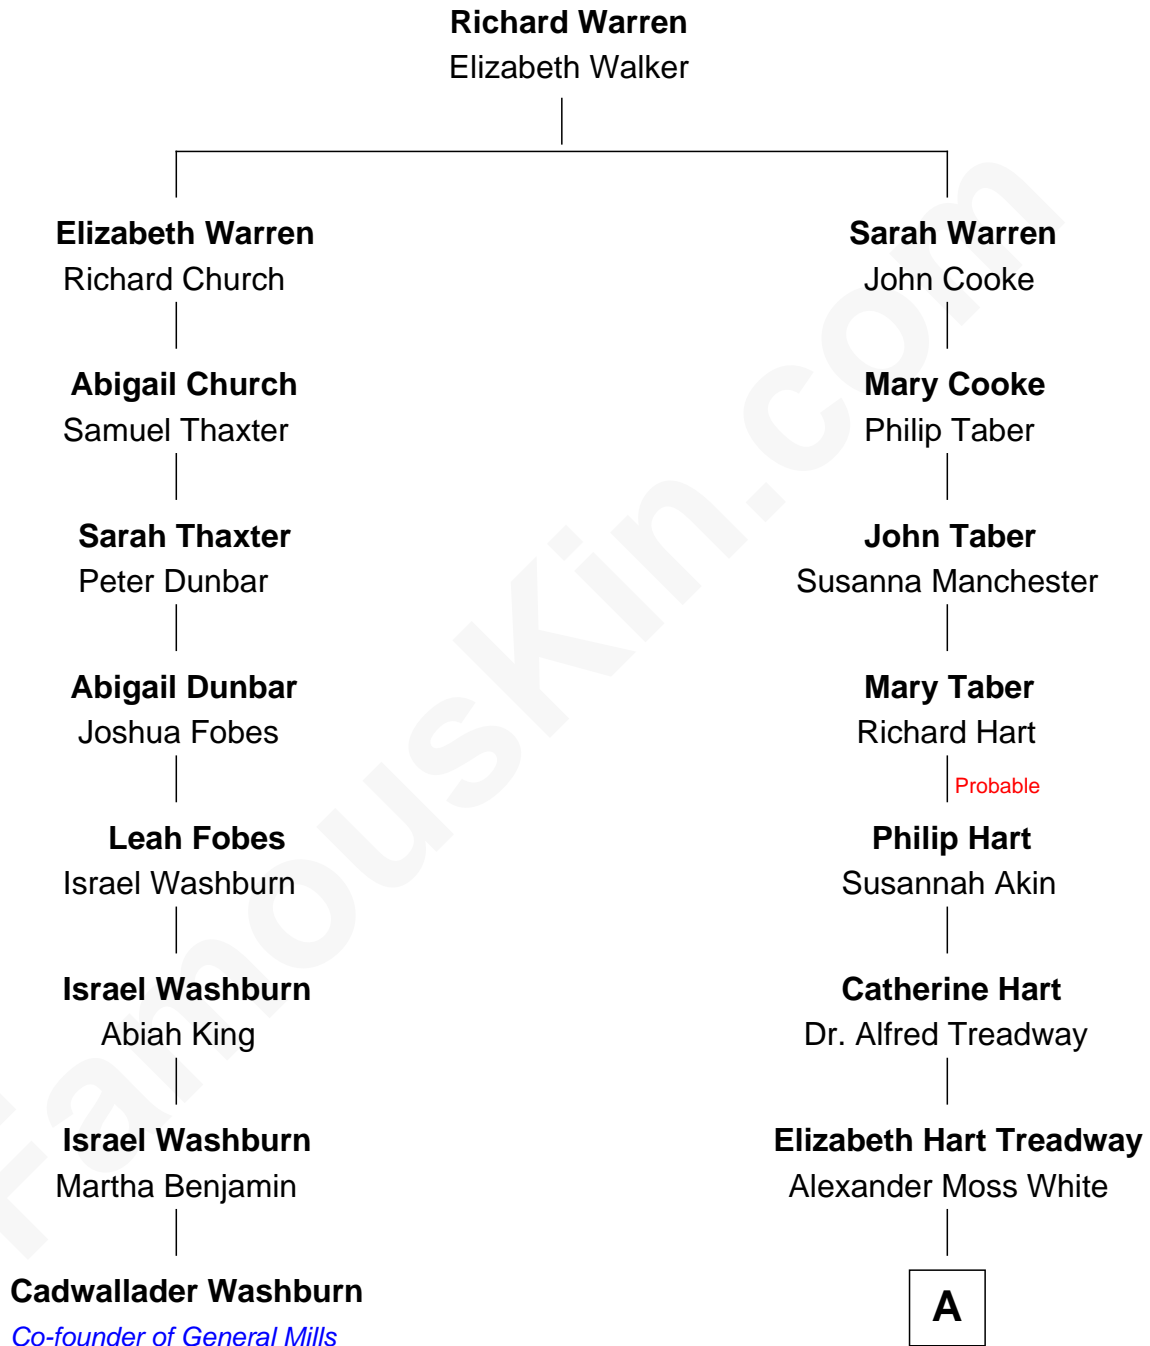 Richard Warren
Elizabeth Walker
Elizabeth Warren
Richard Church
Sarah Warren
John Cooke
Abigail Church
Samuel Thaxter
Mary Cooke
Philip Taber
Sarah Thaxter
Peter Dunbar
John Taber
Susanna Manchester
Abigail Dunbar
Joshua Fobes
Mary Taber
Richard Hart
Probable
Leah Fobes
Israel Washburn
Philip Hart
Susannah Akin
Israel Washburn
Abiah King
Catherine Hart
Dr. Alfred Treadway
Israel Washburn
Martha Benjamin
Elizabeth Hart Treadway
Alexander Moss White
Cadwallader Washburn
Co-founder of General Mills
A
FamousKin.com